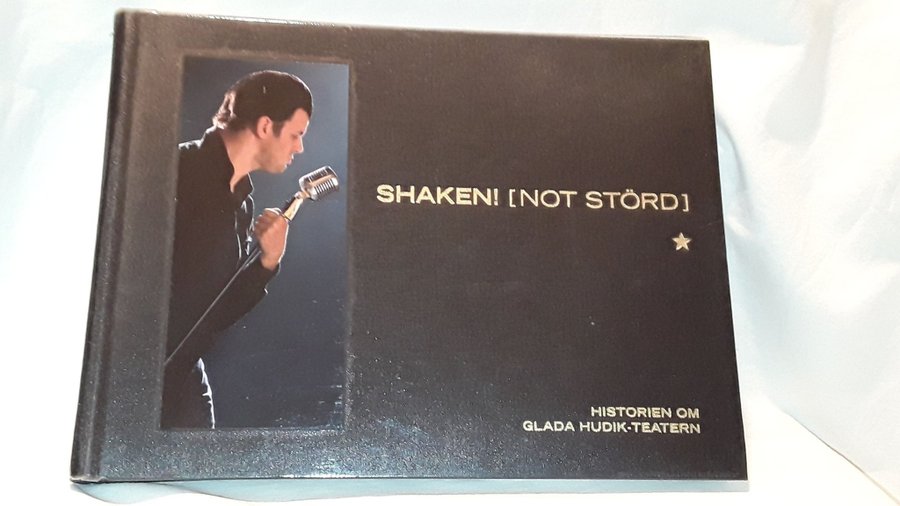 SHAKEN! [NOT STÖRD]
HISTORIEN OM
GLADA HUDIK-TEATERN